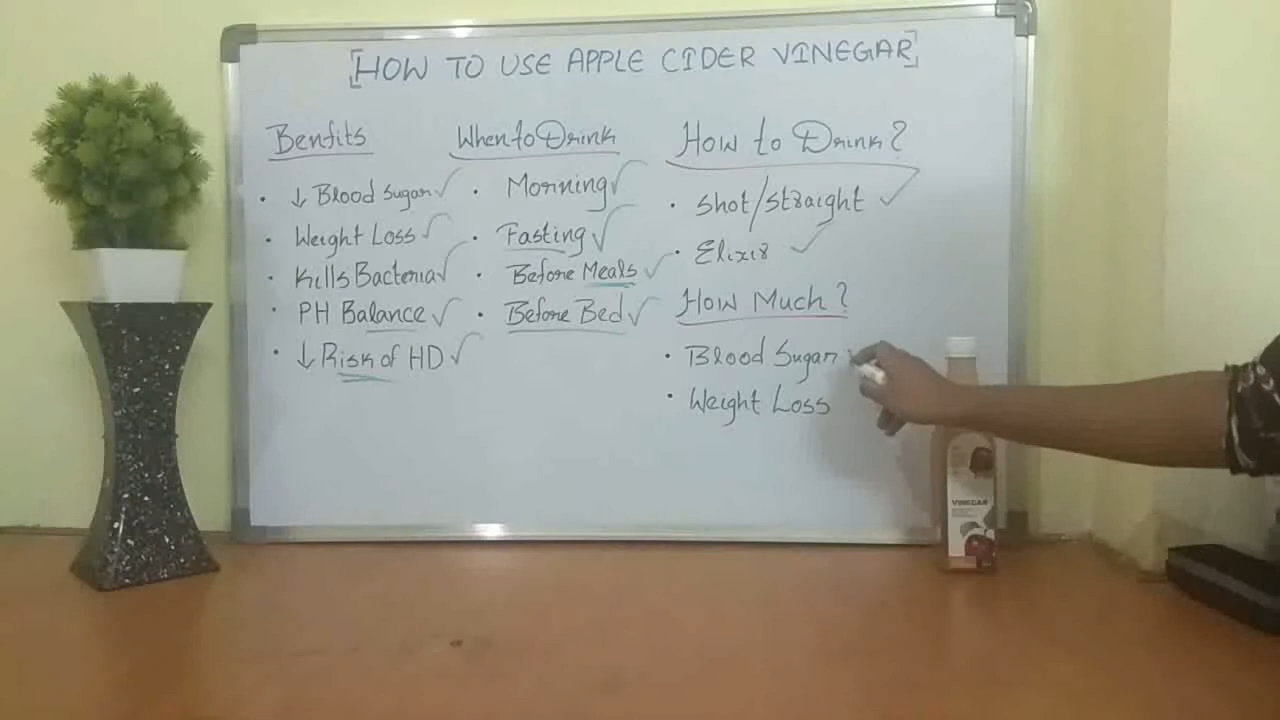 [HOW TO USE APPLE CIDER VINEGAR]
Benfits
• ↓ Blood Sugar ✓
• Weight Loss ✓
• Kills Bacteria ✓
• PH Balance ✓
• ↓ Risk of HD ✓
When to Drink
• Morning ✓
• Fasting ✓
• Before Meals ✓
• Before Bed ✓
How to Drink?
• Shot/Straight ✓
• Elixir ✓
How Much?
• Blood Sugar
• Weight Loss
VINEGAR